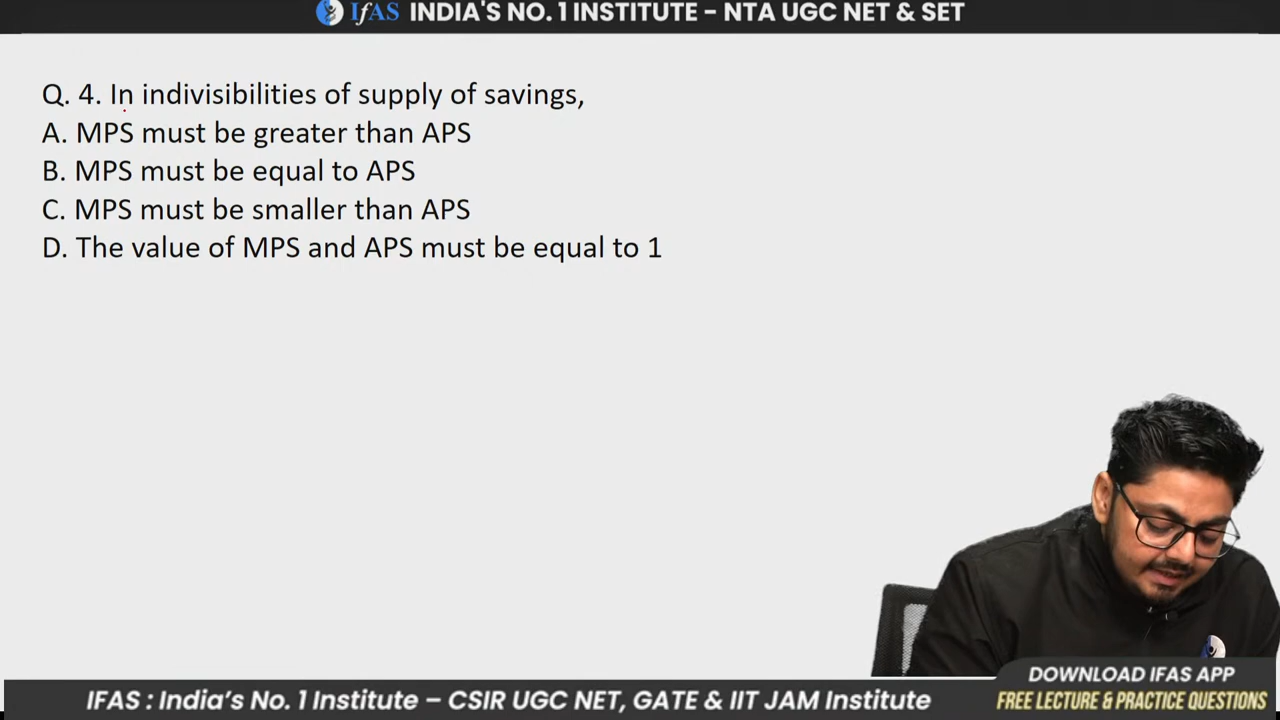 IfAS INDIA'S NO. 1 INSTITUTE – NTA UGC NET & SET
Q. 4. In indivisibilities of supply of savings,
A. MPS must be greater than APS
B. MPS must be equal to APS
C. MPS must be smaller than APS
D. The value of MPS and APS must be equal to 1
DOWNLOAD IFAS APP
IFAS : India's No. 1 Institute – CSIR UGC NET, GATE & IIT JAM Institute
FREE LECTURE & PRACTICE QUESTIONS